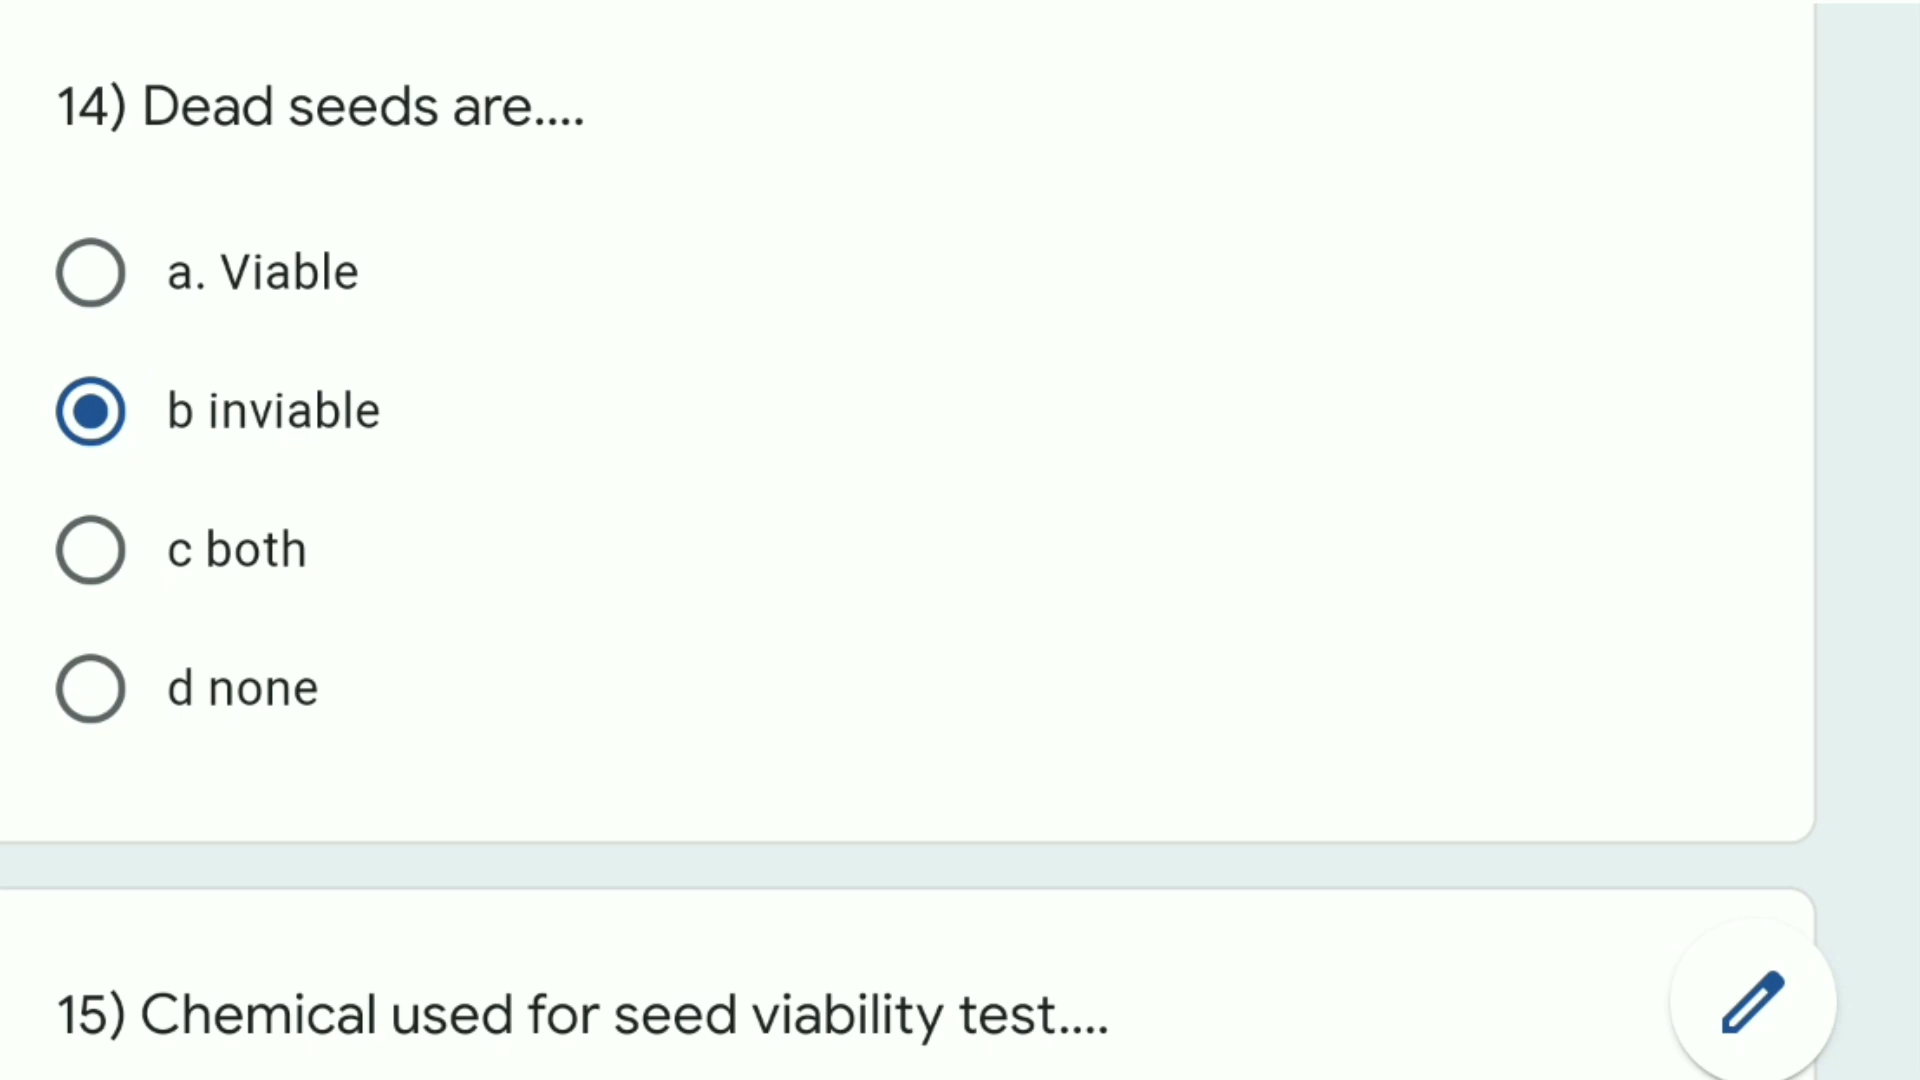 14) Dead seeds are....
a. Viable
b inviable
c both
d none
15) Chemical used for seed viability test....